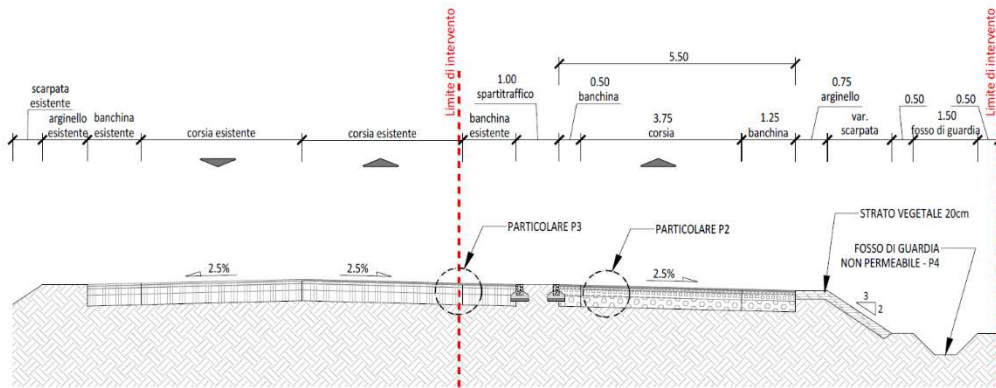 Limite di intervento
Limite di intervento
5.50
scarpata
esistente
arginello
esistente
banchina
esistente
corsia esistente
corsia esistente
banchina
esistente
1.00
spartitraffico
0.50
banchina
3.75
corsia
1.25
banchina
0.75
arginello
var.
scarpata
0.50
1.50
fosso di guardia
0.50
PARTICOLARE P3
PARTICOLARE P2
STRATO VEGETALE 20cm
FOSSO DI GUARDIA
NON PERMEABILE - P4
2.5%
2.5%
2.5%
3
2